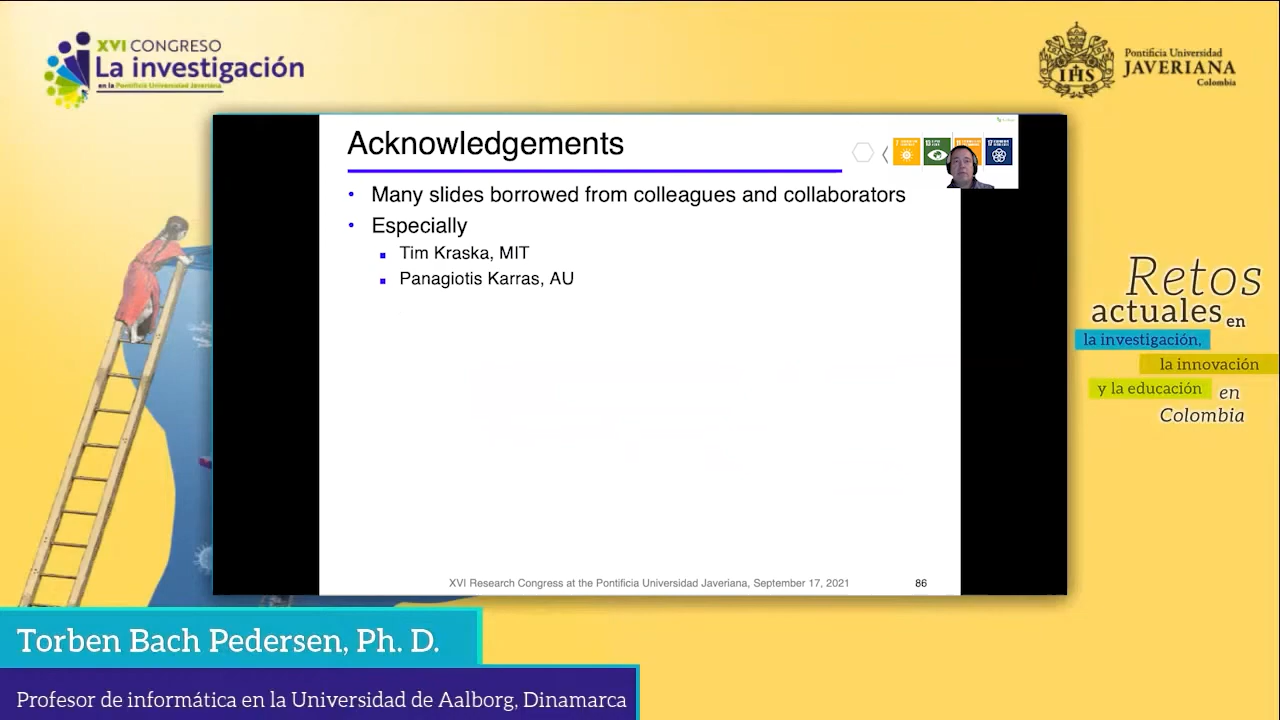 XVI CONGRESO
La investigación
en la Pontificia Universidad Javeriana
Pontificia Universidad
JAVERIANA
Colombia
IHS
Acknowledgements
• Many slides borrowed from colleagues and collaborators
• Especially
▪ Tim Kraska, MIT
▪ Panagiotis Karras, AU
XVI Research Congress at the Pontificia Universidad Javeriana, September 17, 2021
86
Retos
actuales en
la investigación,
la innovación
y la educación en
Colombia
Torben Bach Pedersen, Ph. D.
Profesor de informática en la Universidad de Aalborg, Dinamarca